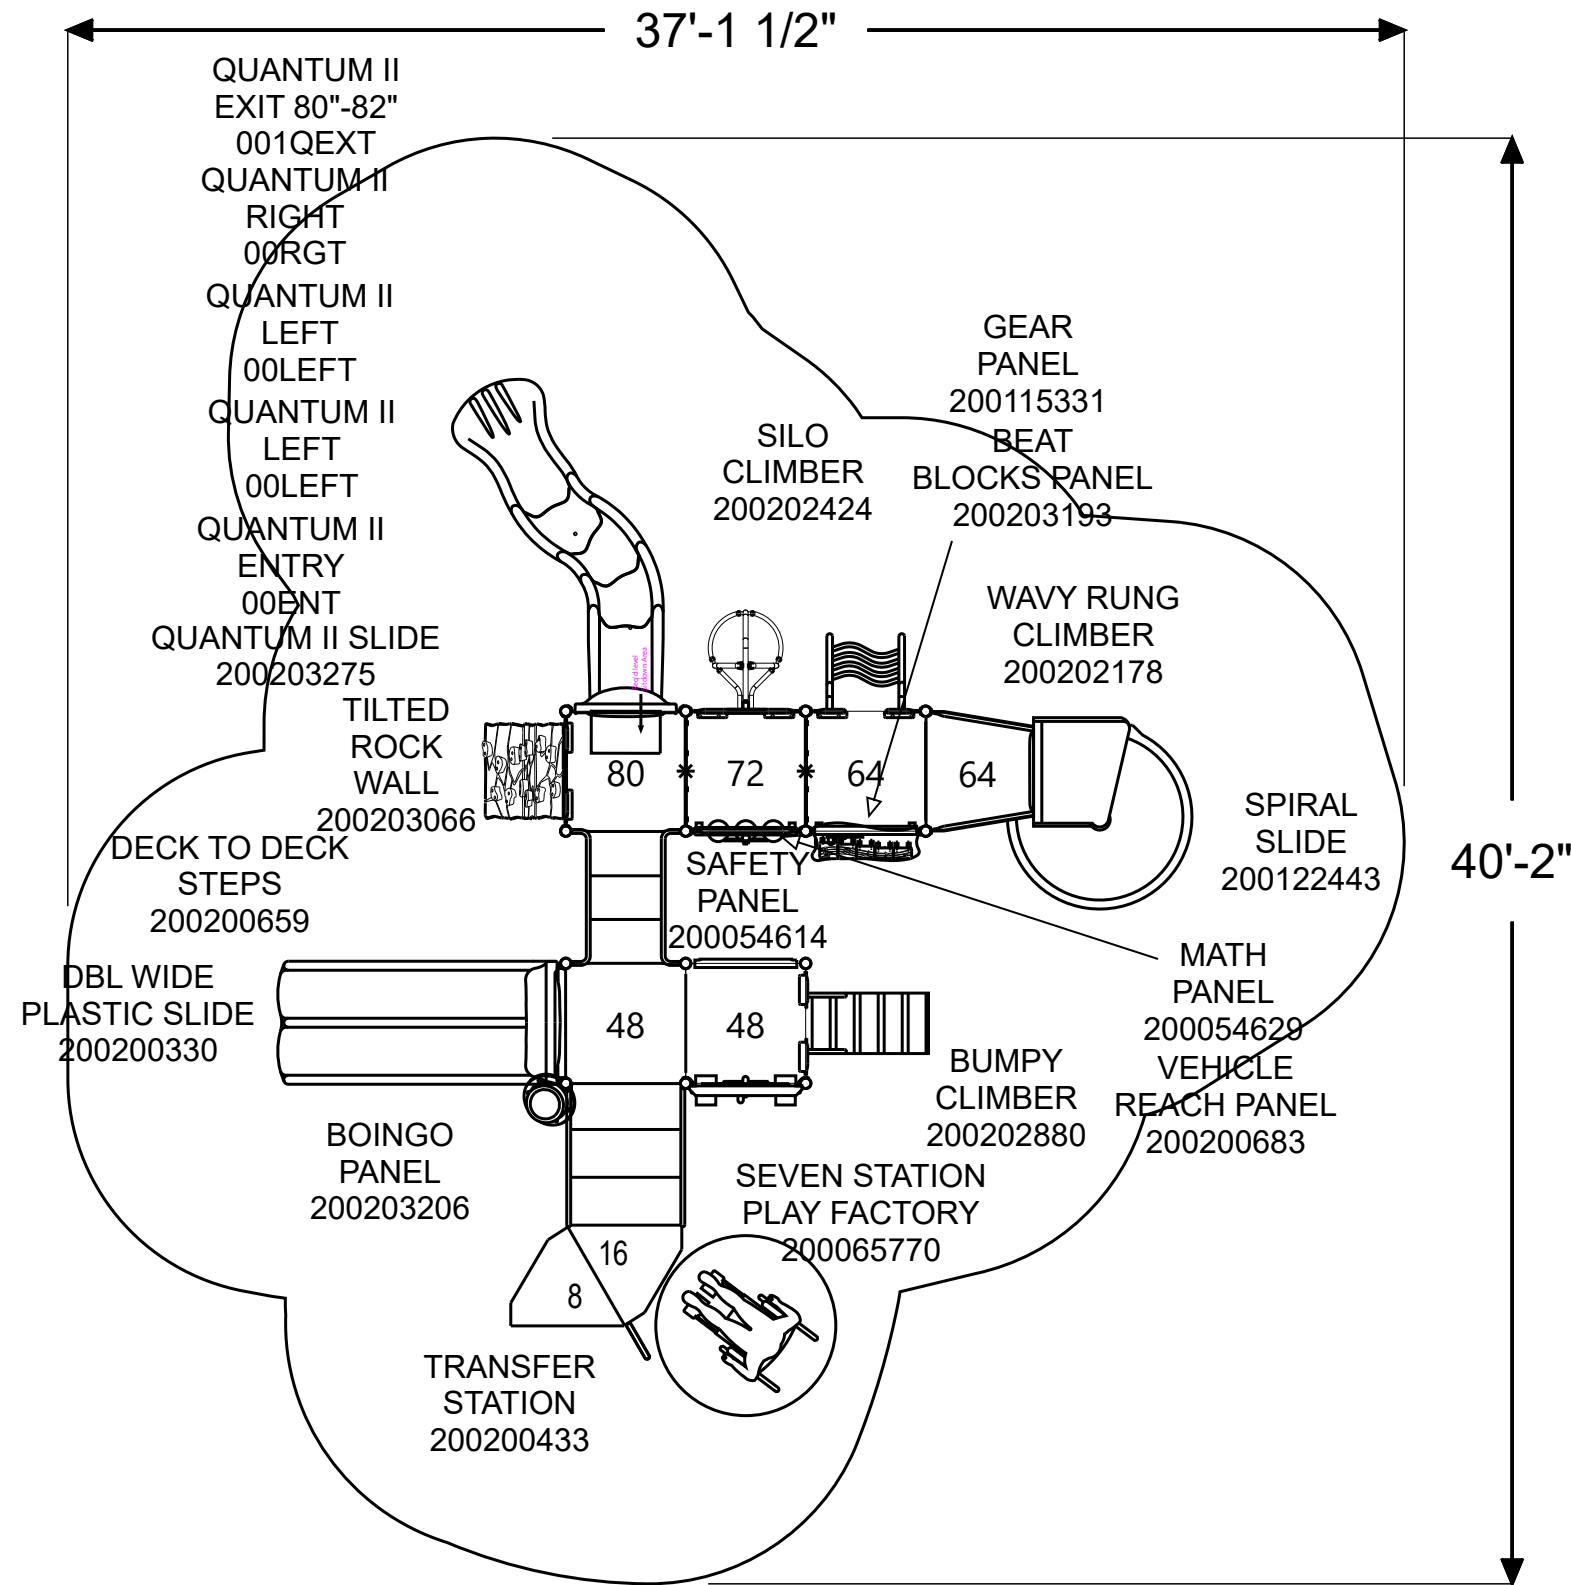 37'-1 1/2"
QUANTUM II
EXIT 80"-82"
001QEXT
QUANTUM II
RIGHT
00RGT
QUANTUM II
LEFT
00LEFT
QUANTUM II
LEFT
00LEFT
QUANTUM II
ENTRY
00ENT
QUANTUM II SLIDE
200203275
GEAR
PANEL
200115331
SILO
CLIMBER
200202424
BEAT
BLOCKS PANEL
200203193
WAVY RUNG
CLIMBER
200202178
TILTED
ROCK
WALL
200203066
80
72
64
64
SPIRAL
SLIDE
200122443
40'-2"
DECK TO DECK
STEPS
200200659
SAFETY
PANEL
200054614
DBL WIDE
PLASTIC SLIDE
200200330
48
48
MATH
PANEL
200054629
BUMPY
CLIMBER
200202880
VEHICLE
REACH PANEL
200200683
BOINGO
PANEL
200203206
SEVEN STATION
PLAY FACTORY
200065770
16
8
TRANSFER
STATION
200200433